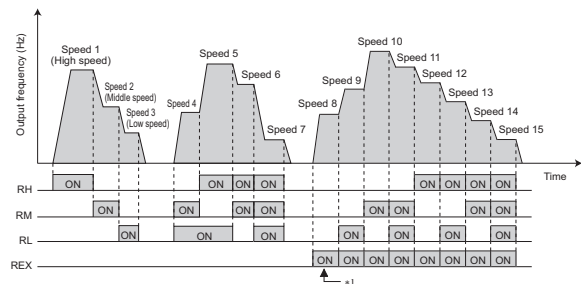 Output frequency (Hz)
Speed 1
(High speed)
Speed 2
(Middle speed)
Speed 3
(Low speed)
Speed 4
Speed 5
Speed 6
Speed 7
Speed 8
Speed 9
Speed 10
Speed 11
Speed 12
Speed 13
Speed 14
Speed 15
Time
RH ON ON ON ON ON ON ON ON
RM ON ON ON ON ON ON ON ON
RL ON ON ON ON ON ON ON
REX ON ON ON ON ON ON ON ON
*1